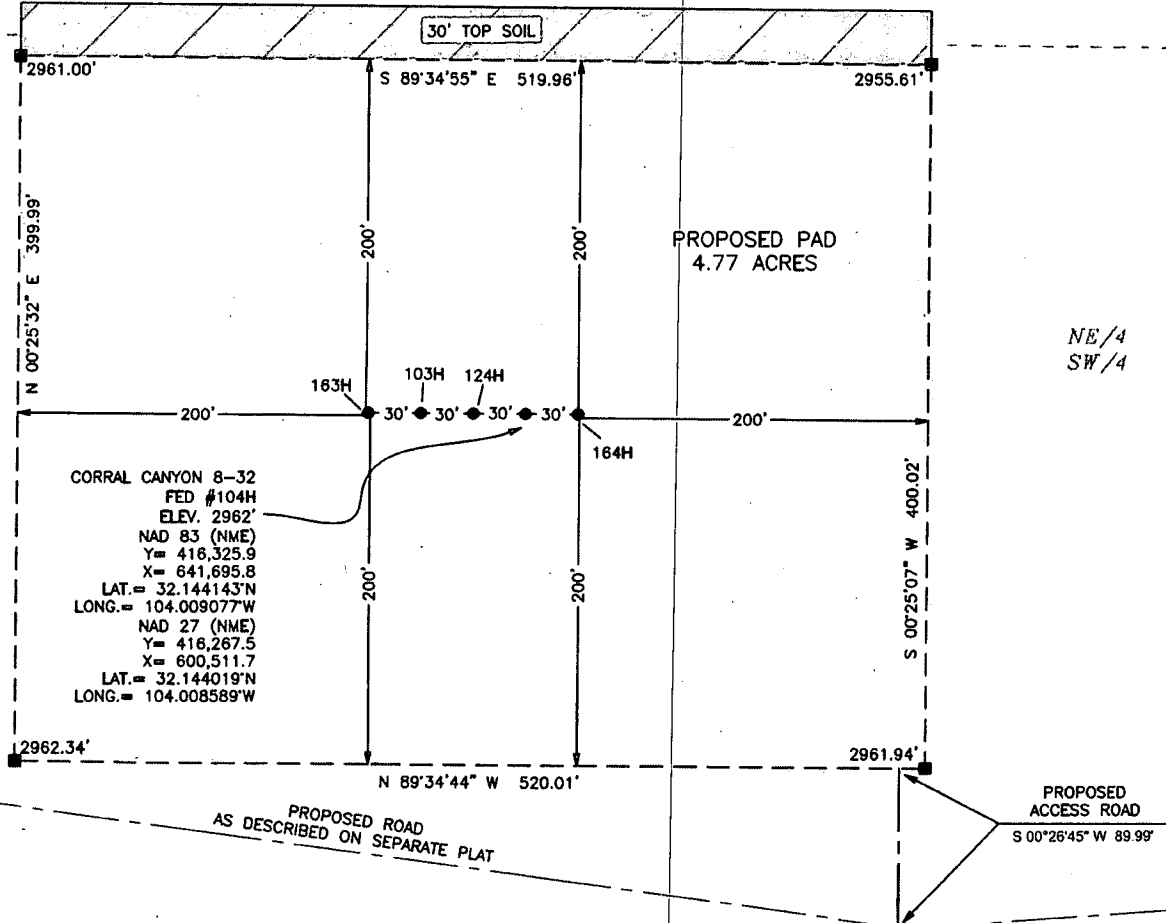 30' TOP SOIL
2961.00'
S 89°34'55" E 519.96'
2955.61'
N 00°25'32" E 399.99'
200'
200'
PROPOSED PAD
4.77 ACRES
NE/4
SW/4
163H
103H
124H
200'
30'
30'
30'
30'
200'
164H
CORRAL CANYON 8-32
FED #104H
ELEV. 2962'
NAD 83 (NME)
Y= 416,325.9
X= 641,695.8
LAT.= 32.144143°N
LONG.= 104.009077°W
NAD 27 (NME)
Y= 416,267.5
X= 600,511.7
LAT.= 32.144019°N
LONG.= 104.008589°W
200'
200'
S 00°25'07" W 400.02'
2962.34'
N 89°34'44" W 520.01'
2961.94'
PROPOSED ROAD
AS DESCRIBED ON SEPARATE PLAT
PROPOSED
ACCESS ROAD
S 00°26'45" W 89.99'